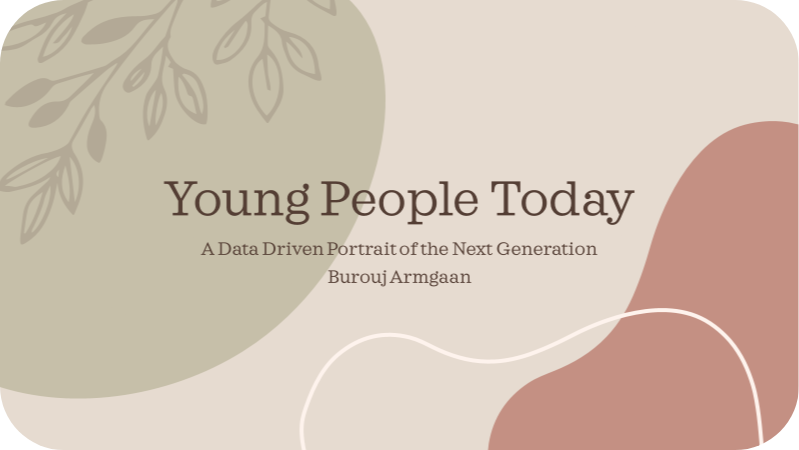 Young People Today
A Data Driven Portrait of the Next Generation
Burouj Armgaan